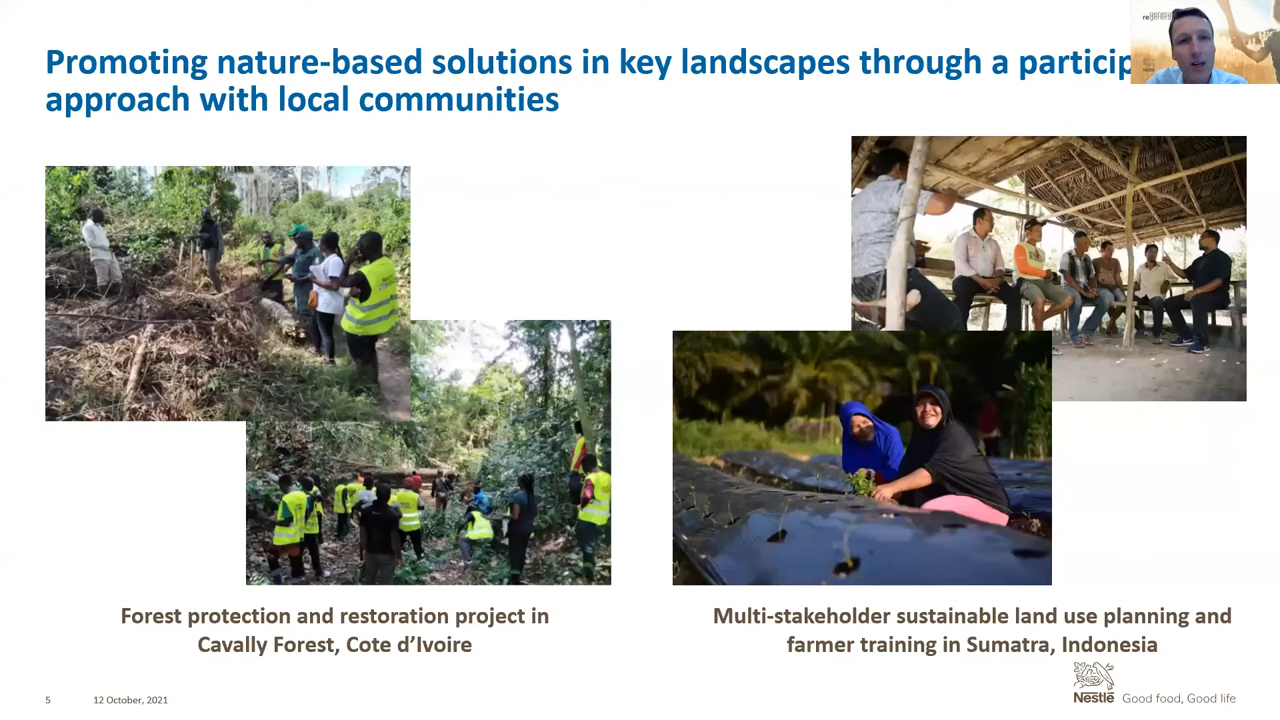 Promoting nature-based solutions in key landscapes through a
approach with local communities
Forest protection and restoration project in
Cavally Forest, Cote d'Ivoire
Multi-stakeholder sustainable land use planning and
farmer training in Sumatra, Indonesia
5 12 October, 2021
Nestlé Good food, Good life